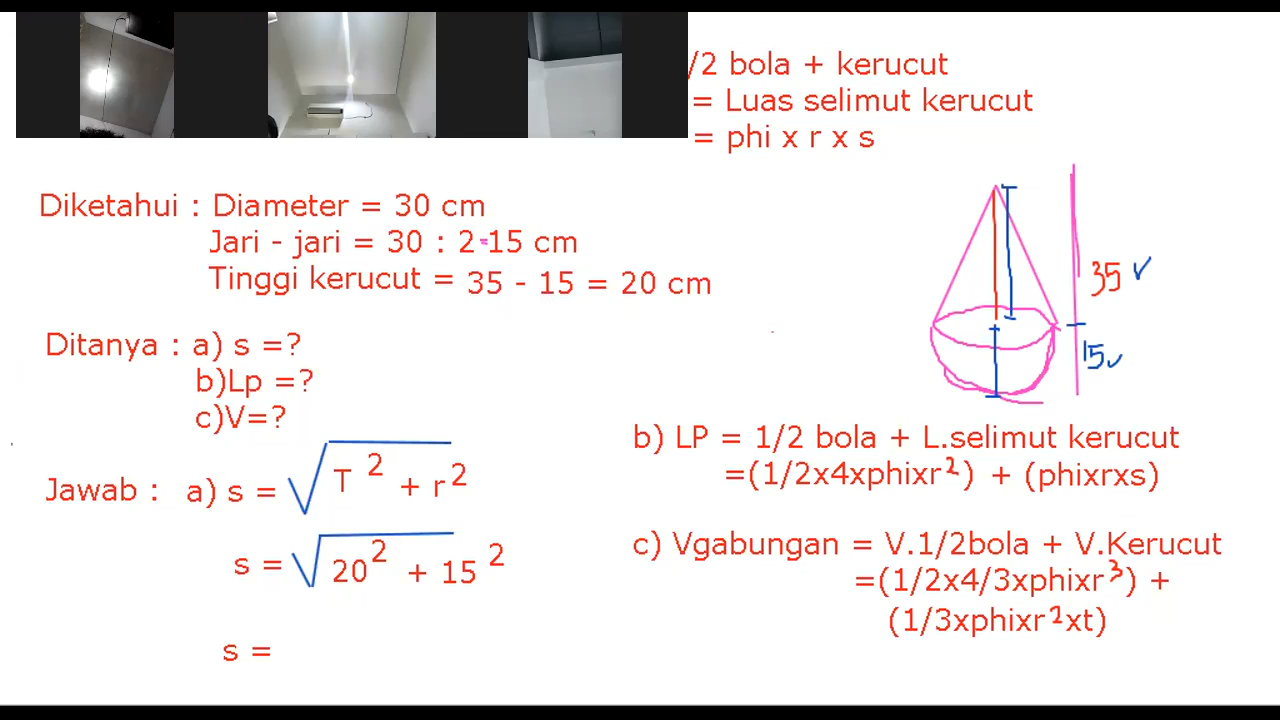 /2 bola + kerucut
= Luas selimut kerucut
= phi x r x s
Diketahui : Diameter = 30 cm
Jari - jari = 30 : 2=15 cm
Tinggi kerucut = 35 - 15 = 20 cm
35
15
Ditanya : a) s =?
b)Lp =?
c)V=?
Jawab : a) s = √T² + r²
s = √20² + 15²
s =
b) LP = 1/2 bola + L.selimut kerucut
=(1/2x4xphixr²) + (phixrxs)
c) Vgabungan = V.1/2bola + V.Kerucut
=(1/2x4/3xphixr³) +
(1/3xphixr²xt)